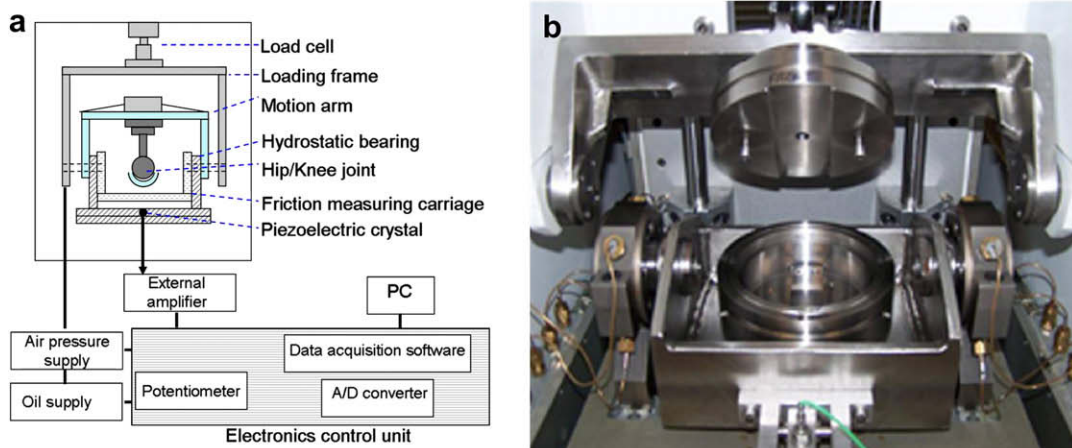 a
Load cell
Loading frame
Motion arm
Hydrostatic bearing
Hip/Knee joint
Friction measuring carriage
Piezoelectric crystal
External
amplifier
PC
Air pressure
supply
Data acquisition software
Potentiometer
A/D converter
Oil supply
Electronics control unit
b